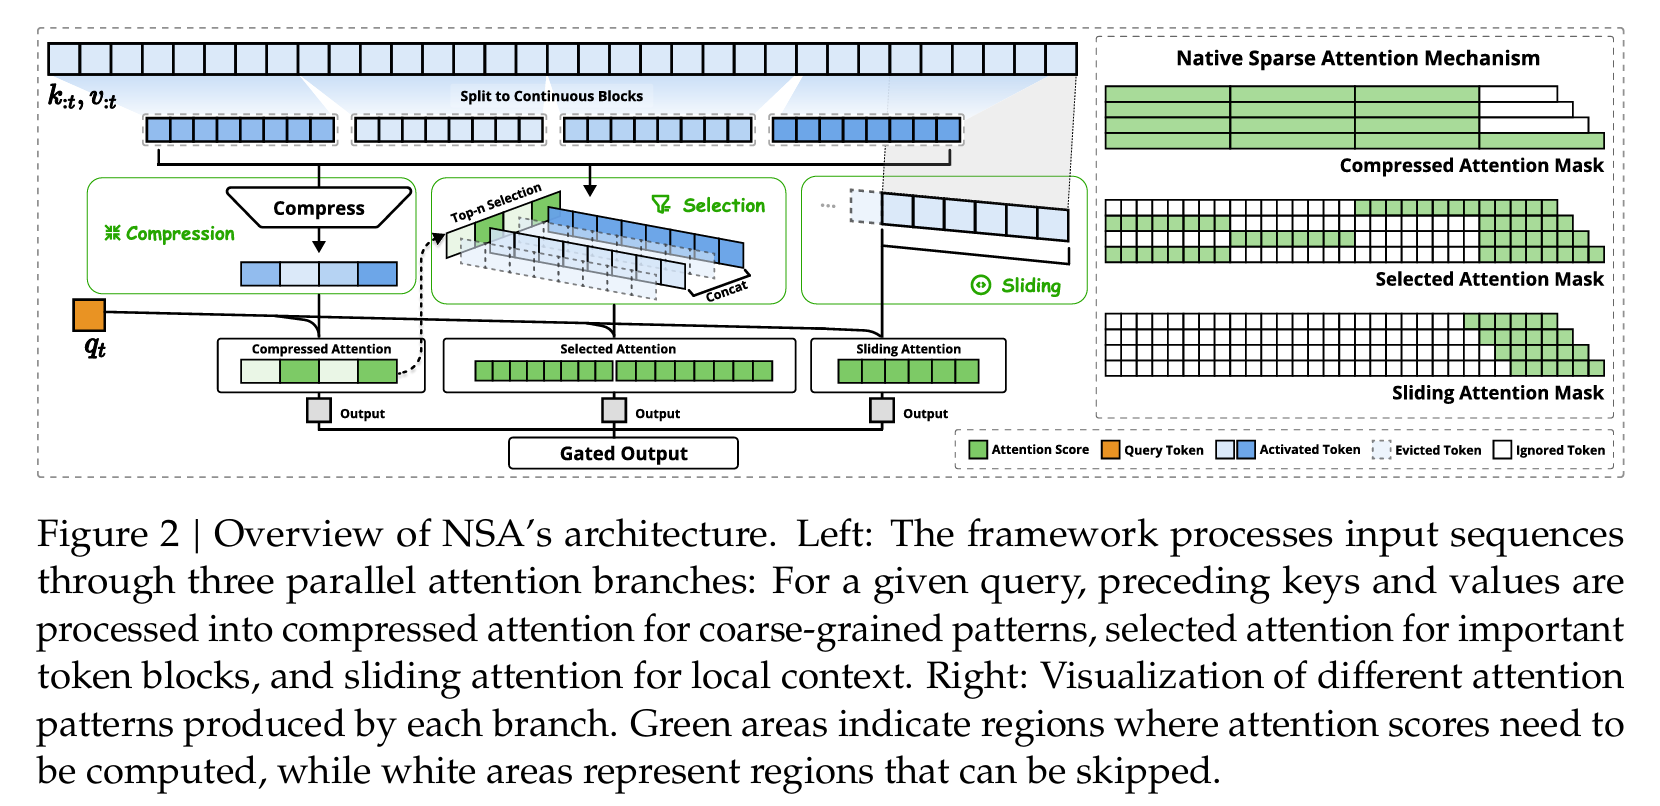 k:t, v:t
Split to Continuous Blocks
Compress
Compression
Top-n Selection
Selection
Concat
...
Sliding
qt
Compressed Attention
Selected Attention
Sliding Attention
Output
Output
Output
Gated Output
Native Sparse Attention Mechanism
Compressed Attention Mask
Selected Attention Mask
Sliding Attention Mask
Attention Score
Query Token
Activated Token
Evicted Token
Ignored Token
Figure 2 | Overview of NSA's architecture. Left: The framework processes input sequences
through three parallel attention branches: For a given query, preceding keys and values are
processed into compressed attention for coarse-grained patterns, selected attention for important
token blocks, and sliding attention for local context. Right: Visualization of different attention
patterns produced by each branch. Green areas indicate regions where attention scores need to
be computed, while white areas represent regions that can be skipped.